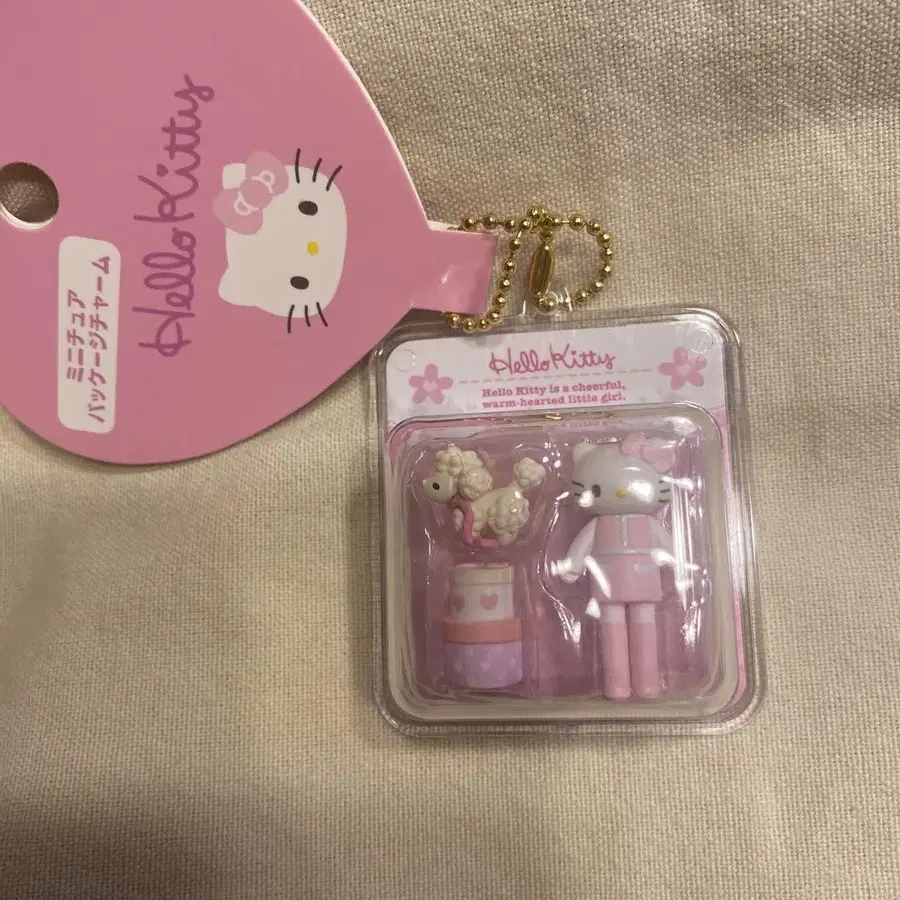 Hello Kitty
ミニチュア
パッケージチャーム
Hello Kitty
Hello Kitty is a cheerful,
warm-hearted little girl.